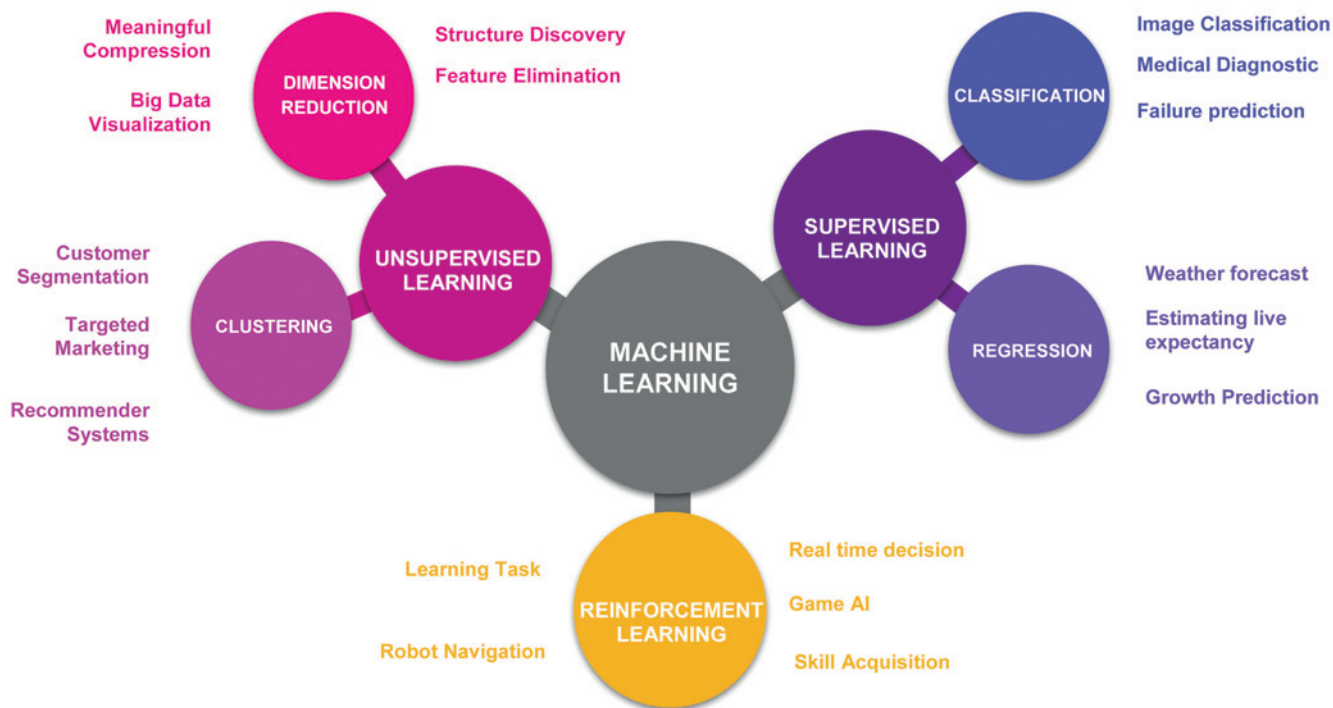 Meaningful
Compression
Big Data
Visualization
DIMENSION
REDUCTION
Structure Discovery
Feature Elimination
Customer
Segmentation
Targeted
Marketing
Recommender
Systems
CLUSTERING
UNSUPERVISED
LEARNING
MACHINE
LEARNING
SUPERVISED
LEARNING
CLASSIFICATION
Image Classification
Medical Diagnostic
Failure prediction
REGRESSION
Weather forecast
Estimating live
expectancy
Growth Prediction
Learning Task
Robot Navigation
REINFORCEMENT
LEARNING
Real time decision
Game AI
Skill Acquisition